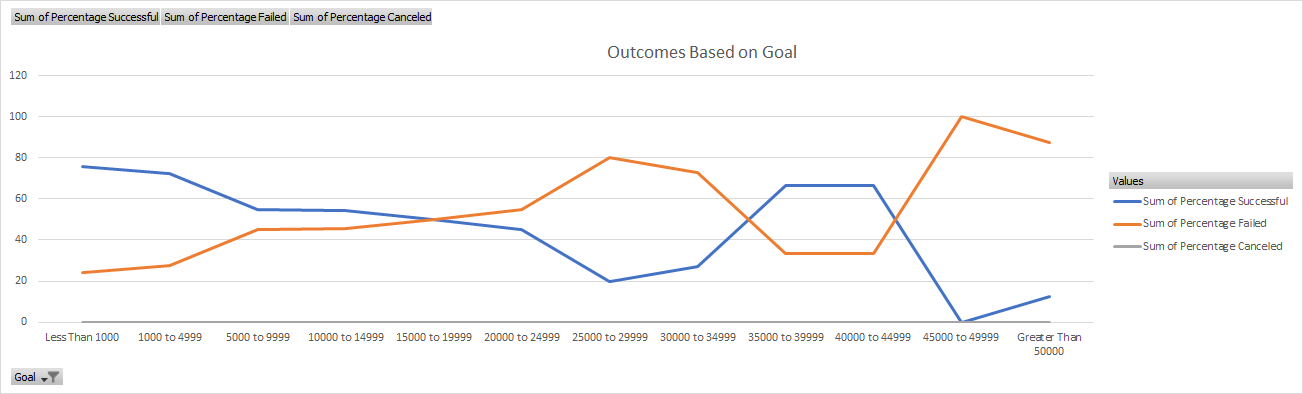 Sum of Percentage Successful Sum of Percentage Failed Sum of Percentage Canceled
Outcomes Based on Goal
120
100
80
60
40
20
0
Less Than 1000 1000 to 4999 5000 to 9999 10000 to 14999 15000 to 19999 20000 to 24999 25000 to 29999 30000 to 34999 35000 to 39999 40000 to 44999 45000 to 49999 Greater Than
50000
Values
Sum of Percentage Successful
Sum of Percentage Failed
Sum of Percentage Canceled
Goal